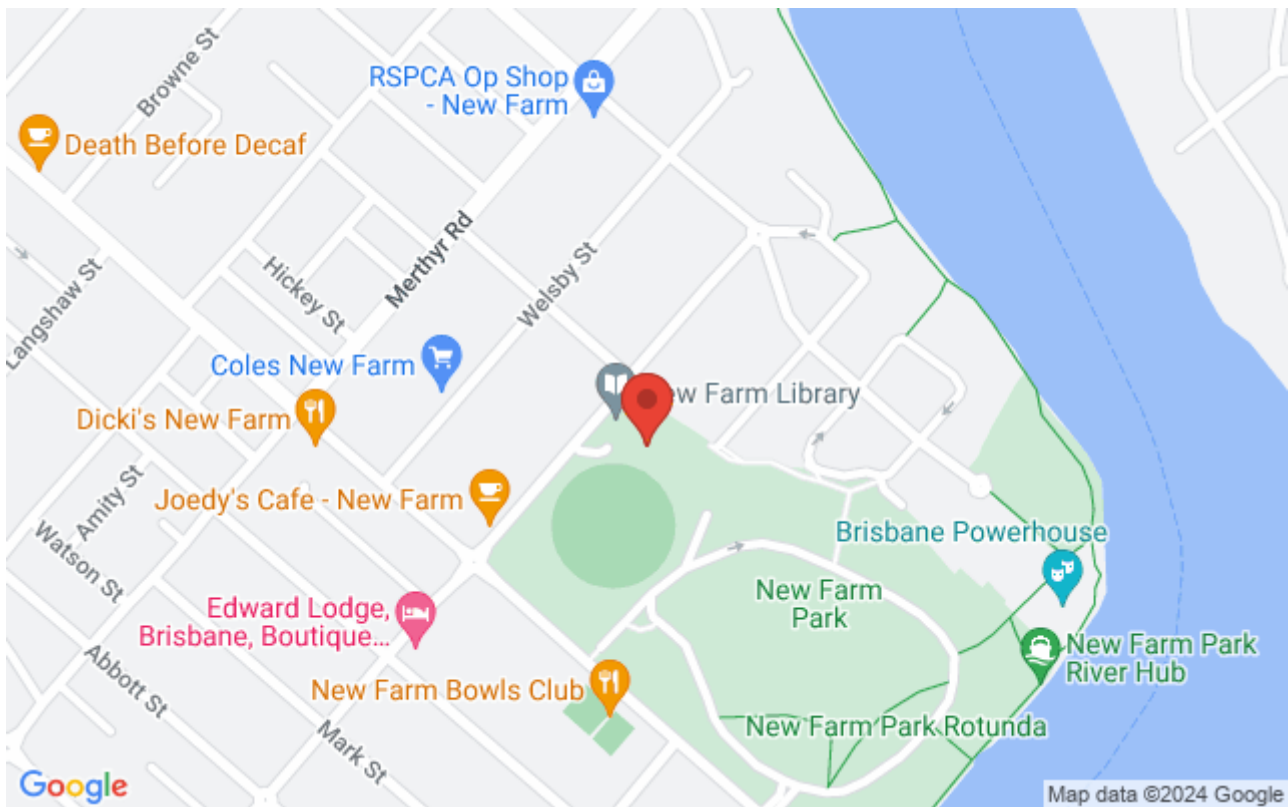 Browne St
RSPCA Op Shop
- New Farm
Death Before Decaf
Merthyr Rd
Welsby St
Hickey St
Langshaw St
Coles New Farm
New Farm Library
Dicki's New Farm
Amity St
Joedy's Cafe - New Farm
Watson St
Brisbane Powerhouse
New Farm
Park
Edward Lodge,
Brisbane, Boutique...
New Farm Park
River Hub
Abbott St
New Farm Bowls Club
New Farm Park Rotunda
Mark St
Google
Map data ©2024 Google